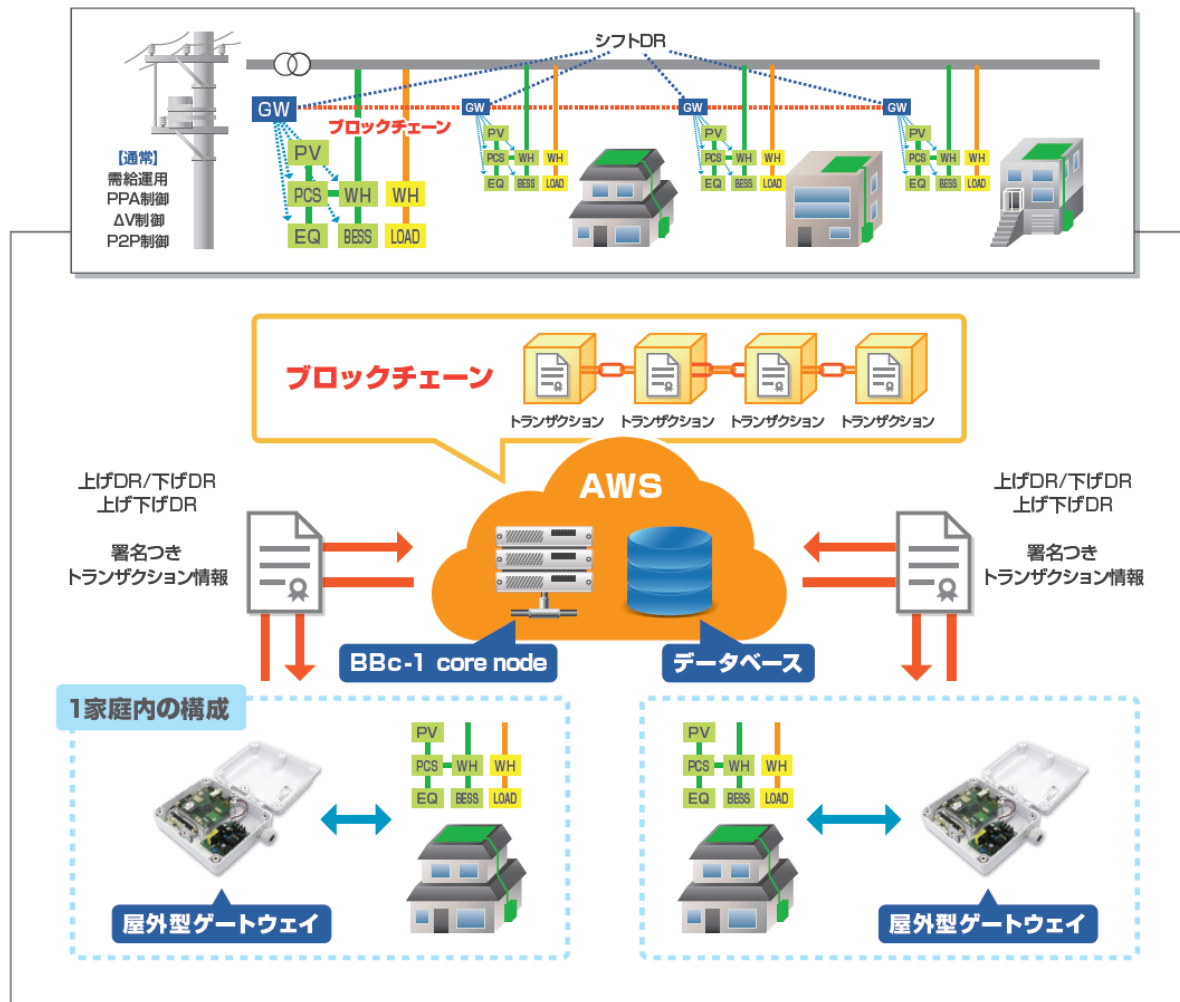 シフトDR
GW
GW
GW
GW
ブロックチェーン
【通常】
需給運用
PPA制御
ΔV制御
P2P制御
PV
PCS WH WH
EQ BESS LOAD
PV
PCS WH WH
EQ BESS LOAD
PV
PCS WH WH
EQ BESS LOAD
PV
PCS WH WH
EQ BESS LOAD
ブロックチェーン
トランザクション トランザクション トランザクション トランザクション
AWS
上げDR/下げDR
上げ下げDR
署名つき
トランザクション情報
上げDR/下げDR
上げ下げDR
署名つき
トランザクション情報
BBc-1 core node
データベース
1家庭内の構成
PV
PCS WH WH
EQ BESS LOAD
屋外型ゲートウェイ
PV
PCS WH WH
EQ BESS LOAD
屋外型ゲートウェイ